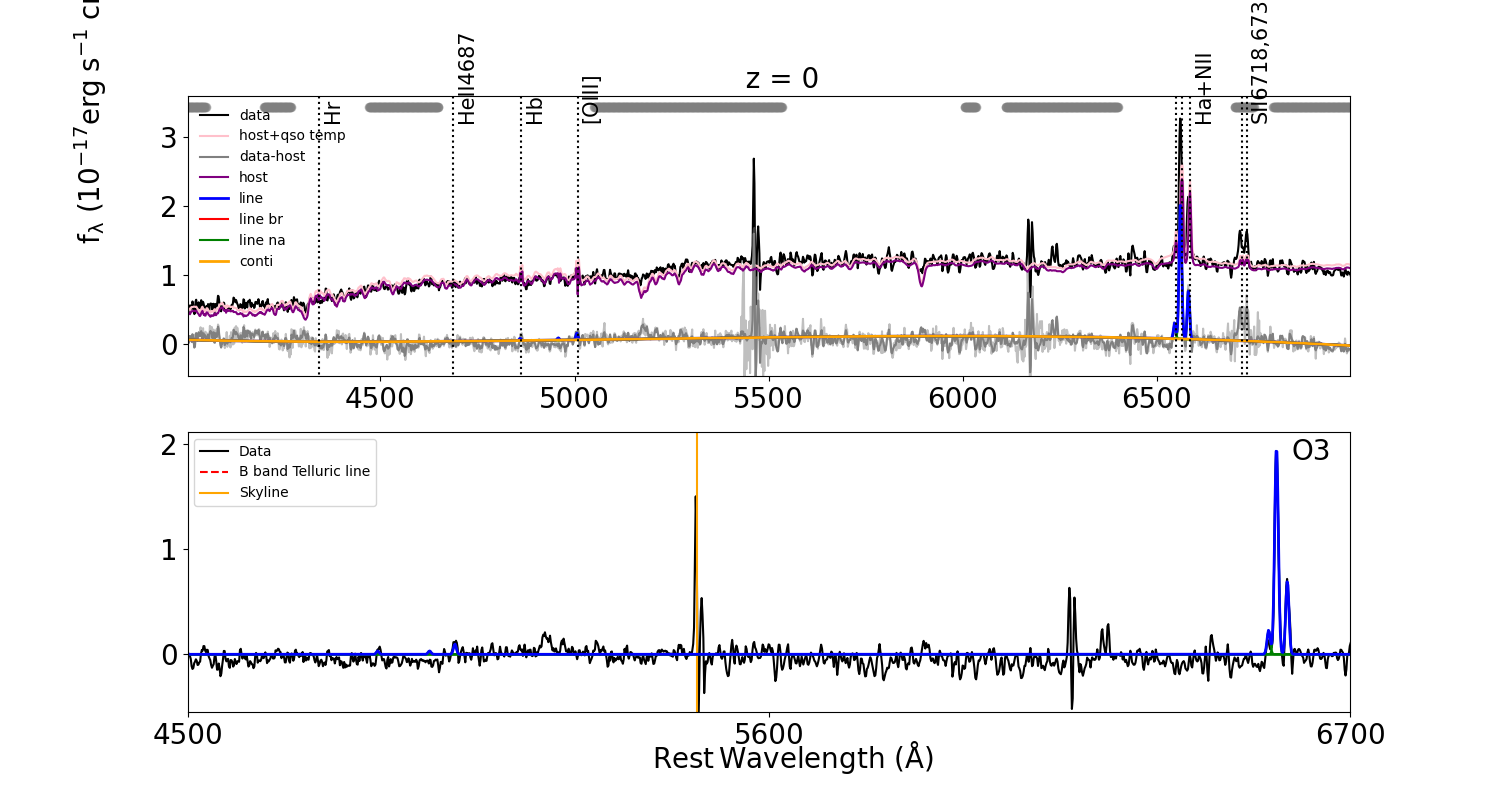 z = 0
fλ (10−17erg s−1 c
Hr
HeII4687
Hb
[OIII]
Ha+NII
SII6718,673
data
host+qso temp
data-host
host
line
line br
line na
conti
3
2
1
0
4500 5000 5500 6000 6500
O3
Data
B band Telluric line
Skyline
2
1
0
4500 5600 6700
Rest Wavelength (Å)